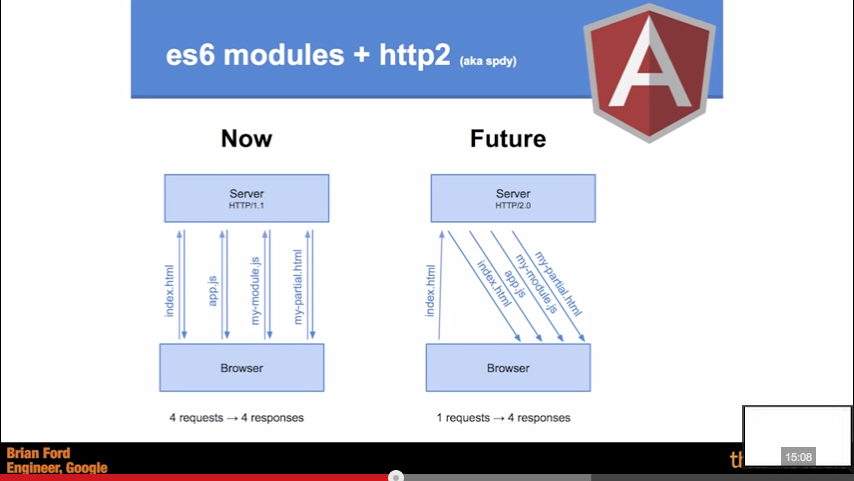 es6 modules + http2 (aka spdy)
Now
Future
Server
HTTP/1.1
Server
HTTP/2.0
index.html
app.js
my-module.js
my-partial.html
index.html
index.html
app.js
my-module.js
my-partial.html
Browser
Browser
4 requests → 4 responses
1 requests → 4 responses
Brian Ford
Engineer, Google
15:08